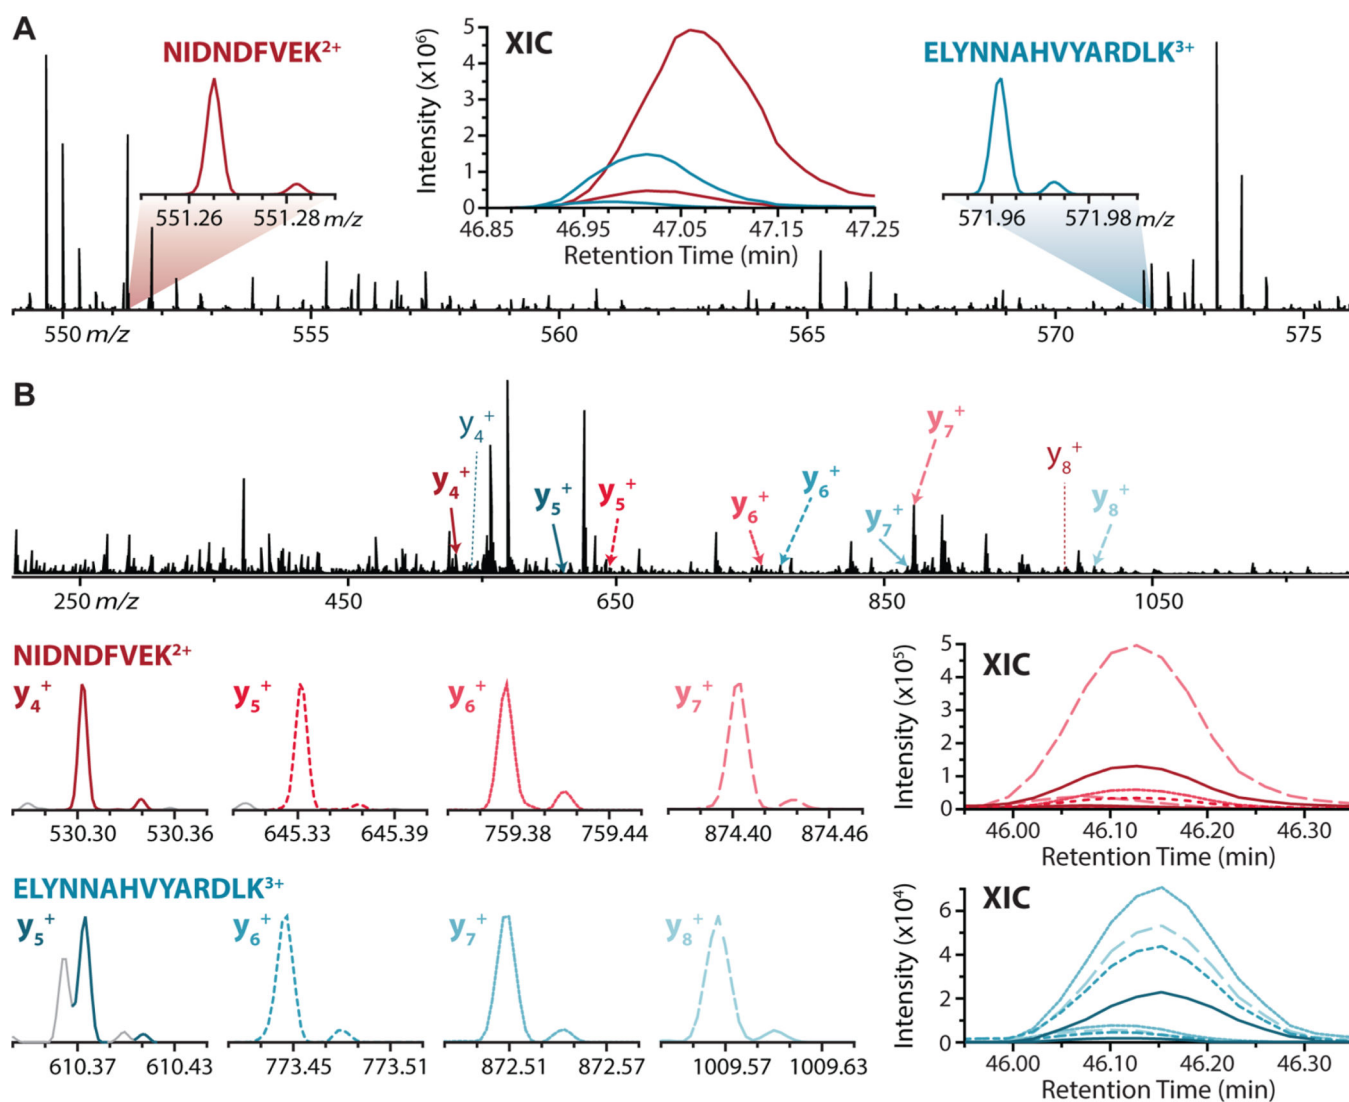 A
NIDNDFVEK2+
XIC
ELYNNAHVYARDLK3+
Intensity (x10⁶)
5
4
3
2
1
0
551.26 551.28 m/z
571.96 571.98 m/z
46.85 46.95 47.05 47.15 47.25
Retention Time (min)
550 m/z 555 560 565 570 575
B
y4+ y4+ y5+ y5+ y6+ y6+ y7+ y7+ y8+ y8+
250 m/z 450 650 850 1050
NIDNDFVEK2+
y4+ y5+ y6+ y7+
530.30 530.36 645.33 645.39 759.38 759.44 874.40 874.46
XIC
Intensity (x10⁵)
5
4
3
2
1
0
46.00 46.10 46.20 46.30
Retention Time (min)
ELYNNAHVYARDLK3+
y5+ y6+ y7+ y8+
610.37 610.43 773.45 773.51 872.51 872.57 1009.57 1009.63
XIC
Intensity (x10⁴)
6
4
2
0
46.00 46.10 46.20 46.30
Retention Time (min)